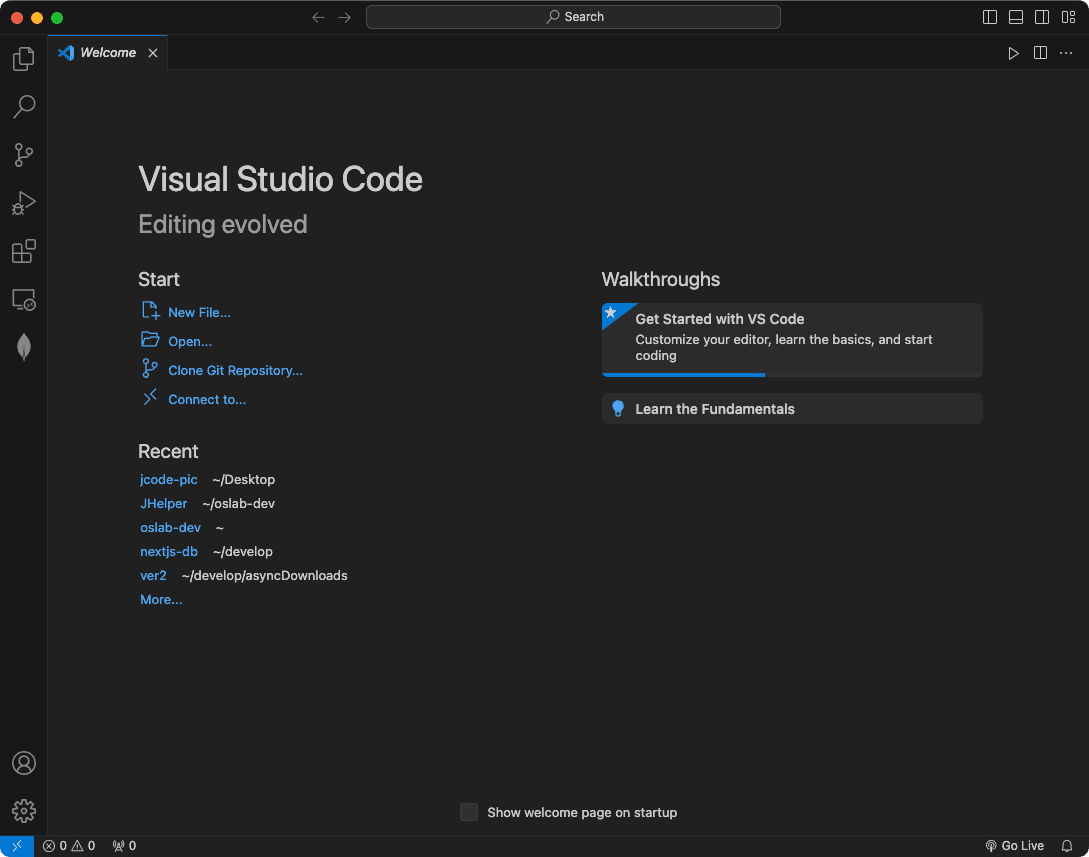 Search
Welcome
Visual Studio Code
Editing evolved
Start
New File...
Open...
Clone Git Repository...
Connect to...
Recent
jcode-pic ~/Desktop
JHelper ~/oslab-dev
oslab-dev ~
nextjs-db ~/develop
ver2 ~/develop/asyncDownloads
More...
Walkthroughs
Get Started with VS Code
Customize your editor, learn the basics, and start
coding
Learn the Fundamentals
Show welcome page on startup
0 0 0 Go Live